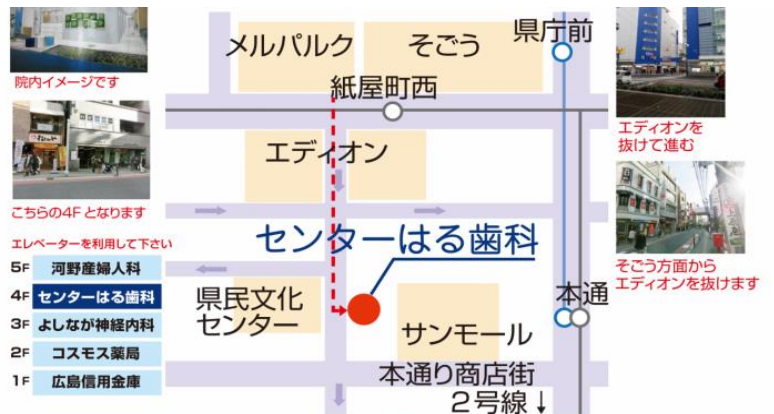 院内イメージです
こちらの4Fとなります
エレベーターを利用して下さい
5F 河野産婦人科
4F センターはる歯科
3F よしなが神経内科
2F コスモス薬局
1F 広島信用金庫
メルパルク
そごう
県庁前
紙屋町西
エディオン
センターはる歯科
県民文化
センター
サンモール
本通
本通り商店街
2号線↓
エディオンを
抜けて進む
そごう方面から
エディオンを抜けます